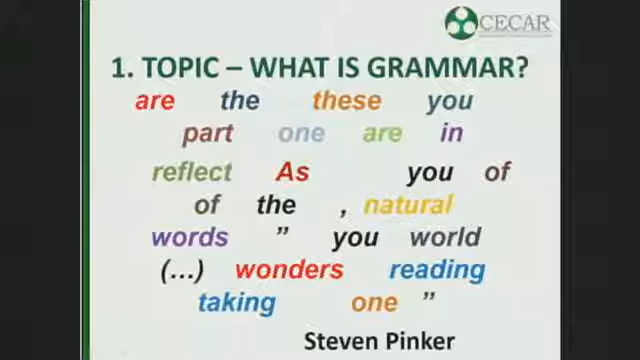 CECAR
1. TOPIC – WHAT IS GRAMMAR?
are the these you
part one are in
reflect As you of
of the , natural
words ” you world
(…) wonders reading
taking one ”
Steven Pinker